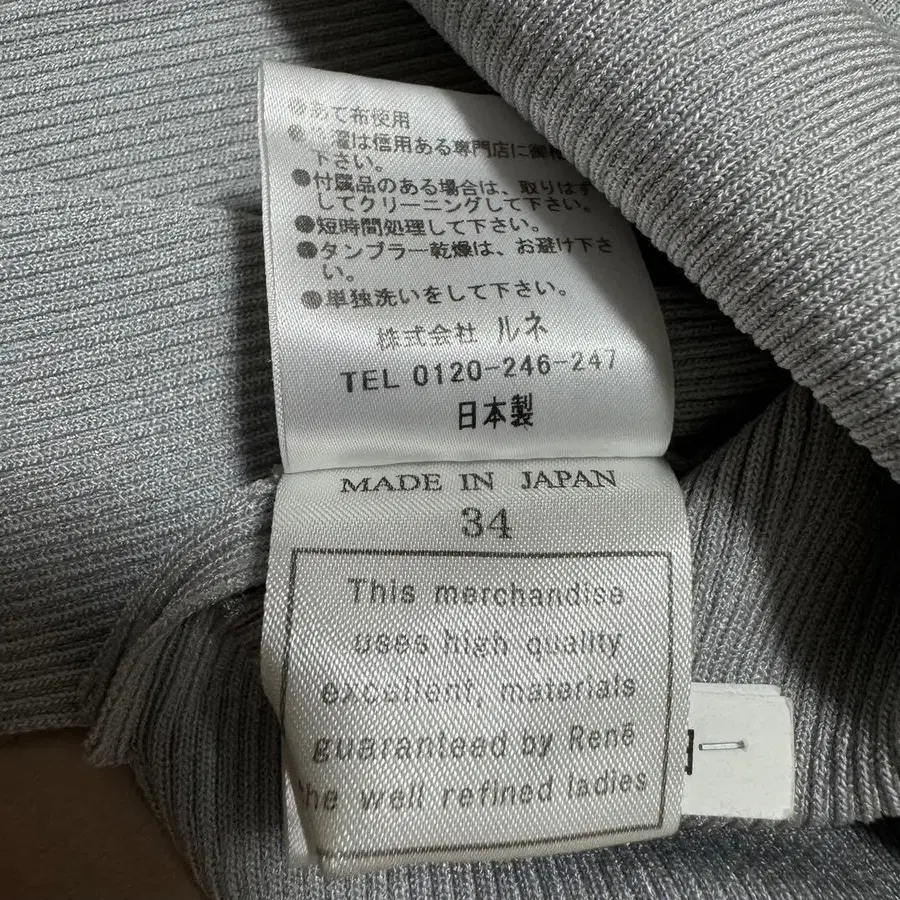 ●あて布使用
濯は信用ある専門店に御
下さい。
●付属品のある場合は、取りはず
してクリーニングして下さい。
●短時間処理して下さい。
●タンブラー乾燥は、お避け下さ
い。
●単独洗いをして下さい。
株式会社 ルネ
TEL 0120-246-247
日本製
MADE IN JAPAN
34
This merchandise
uses high quality
excellent, materials
guaranteed by René
the well refined ladies